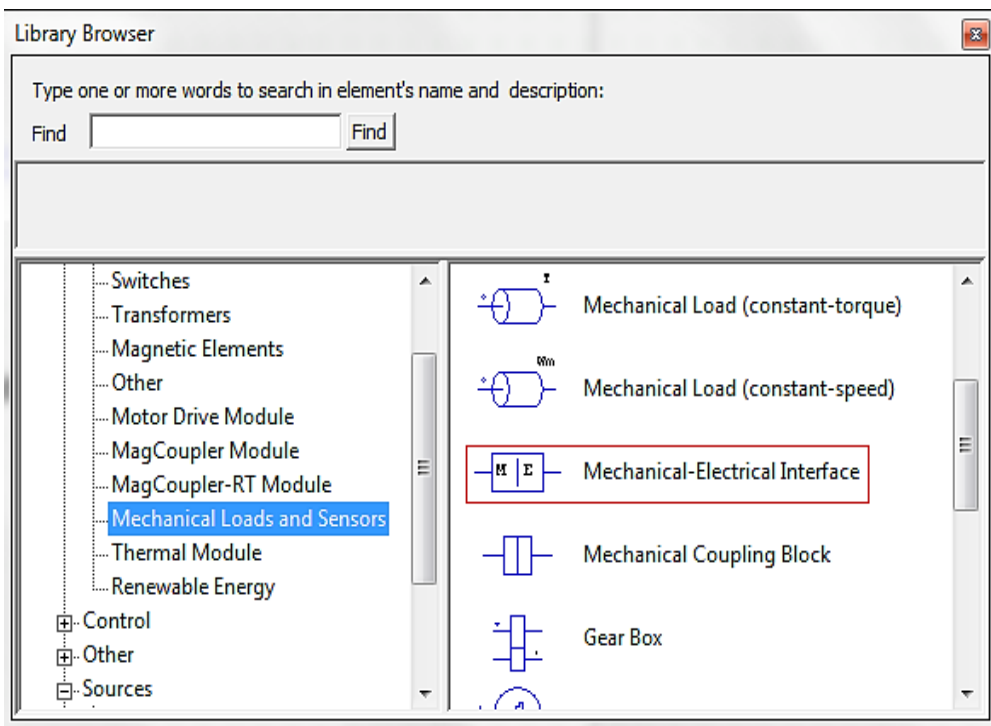 Library Browser
Type one or more words to search in element's name and description:
Find
Find
Switches
Transformers
Magnetic Elements
Other
Motor Drive Module
MagCoupler Module
MagCoupler-RT Module
Mechanical Loads and Sensors
Thermal Module
Renewable Energy
Control
Other
Sources
T
Mechanical Load (constant-torque)
Wm
Mechanical Load (constant-speed)
M E
Mechanical-Electrical Interface
Mechanical Coupling Block
Gear Box